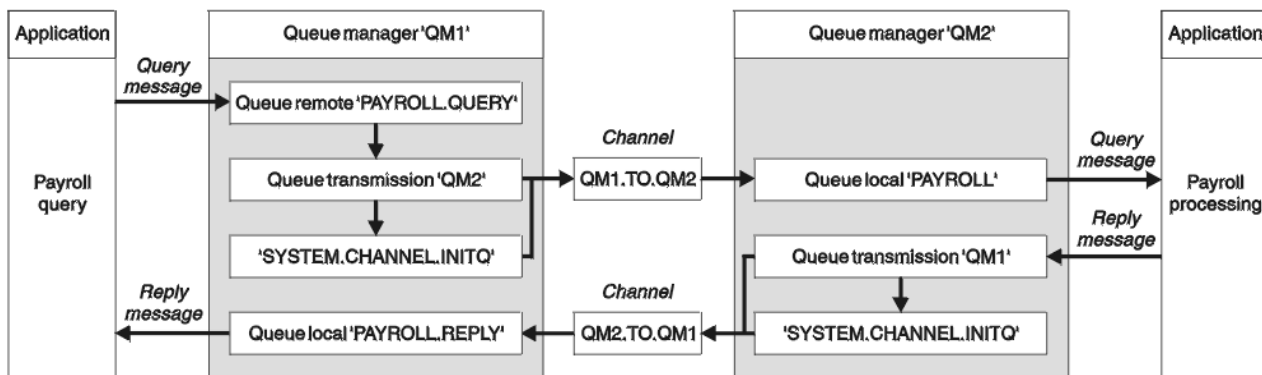 Application
Queue manager 'QM1'
Queue manager 'QM2'
Application
Query
message
Queue remote 'PAYROLL.QUERY'
Channel
Query
message
Payroll
query
Queue transmission 'QM2'
QM1.TO.QM2
Queue local 'PAYROLL'
Payroll
processing
Reply
message
'SYSTEM.CHANNEL.INITQ'
Queue transmission 'QM1'
Reply
message
Channel
Queue local 'PAYROLL.REPLY'
QM2.TO.QM1
'SYSTEM.CHANNEL.INITQ'